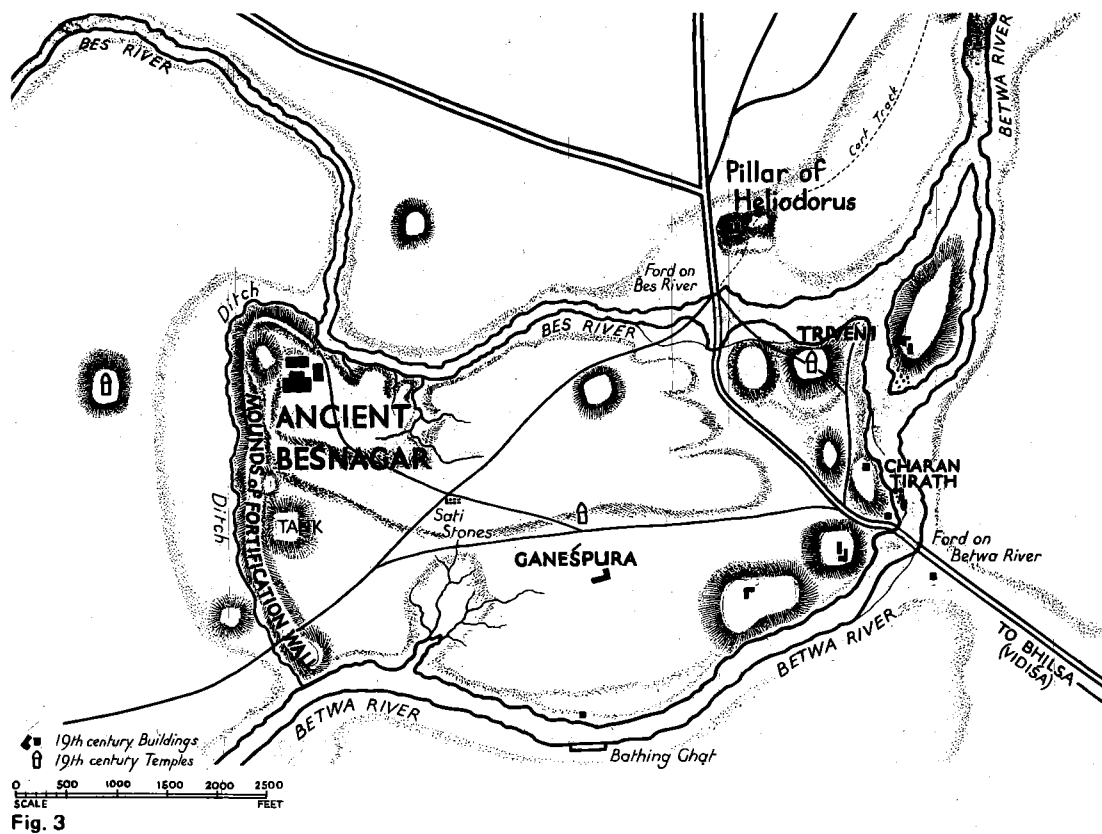 BES RIVER
BETWA RIVER
Cart Track
Pillar of
Heliodorus
Ford on
Bes River
Ditch
BES RIVER
TRIVENI
ANCIENT
BESNAGAR
MOUNDS of FORTIFICATION WALL
CHARAN
TIRATH
Ditch
TANK
Sati
Stones
Ford on
Betwa River
GANEŚPURA
BETWA RIVER
TO BHILSA
(VIDIŚA)
BETWA RIVER
19th century Buildings
19th century Temples
Bathing Ghat
0 500 1000 1500 2000 2500
SCALE FEET
Fig. 3